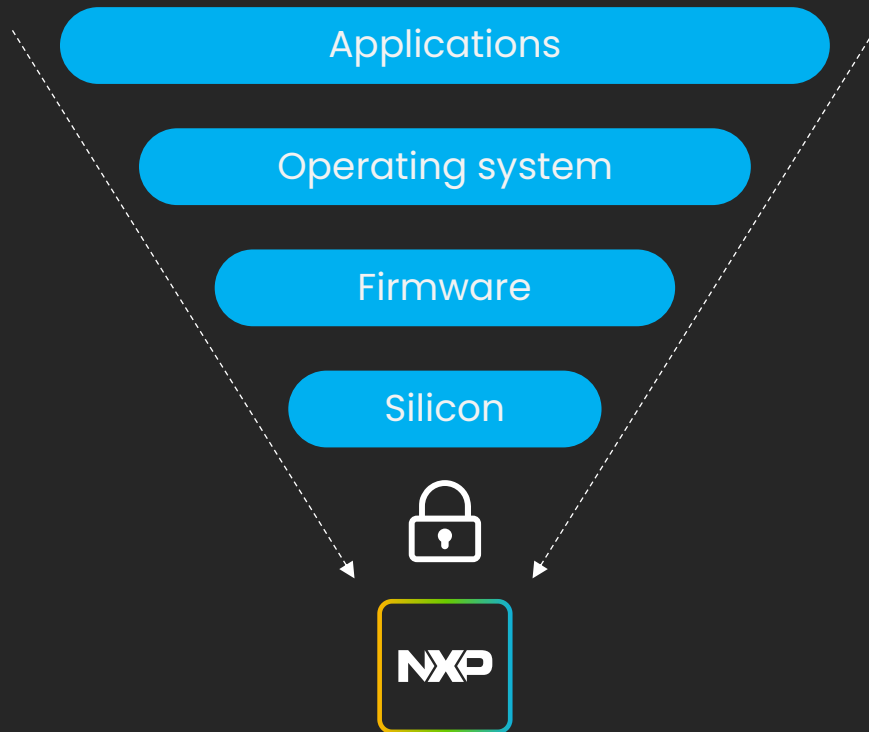 Applications
Operating system
Firmware
Silicon
NXP